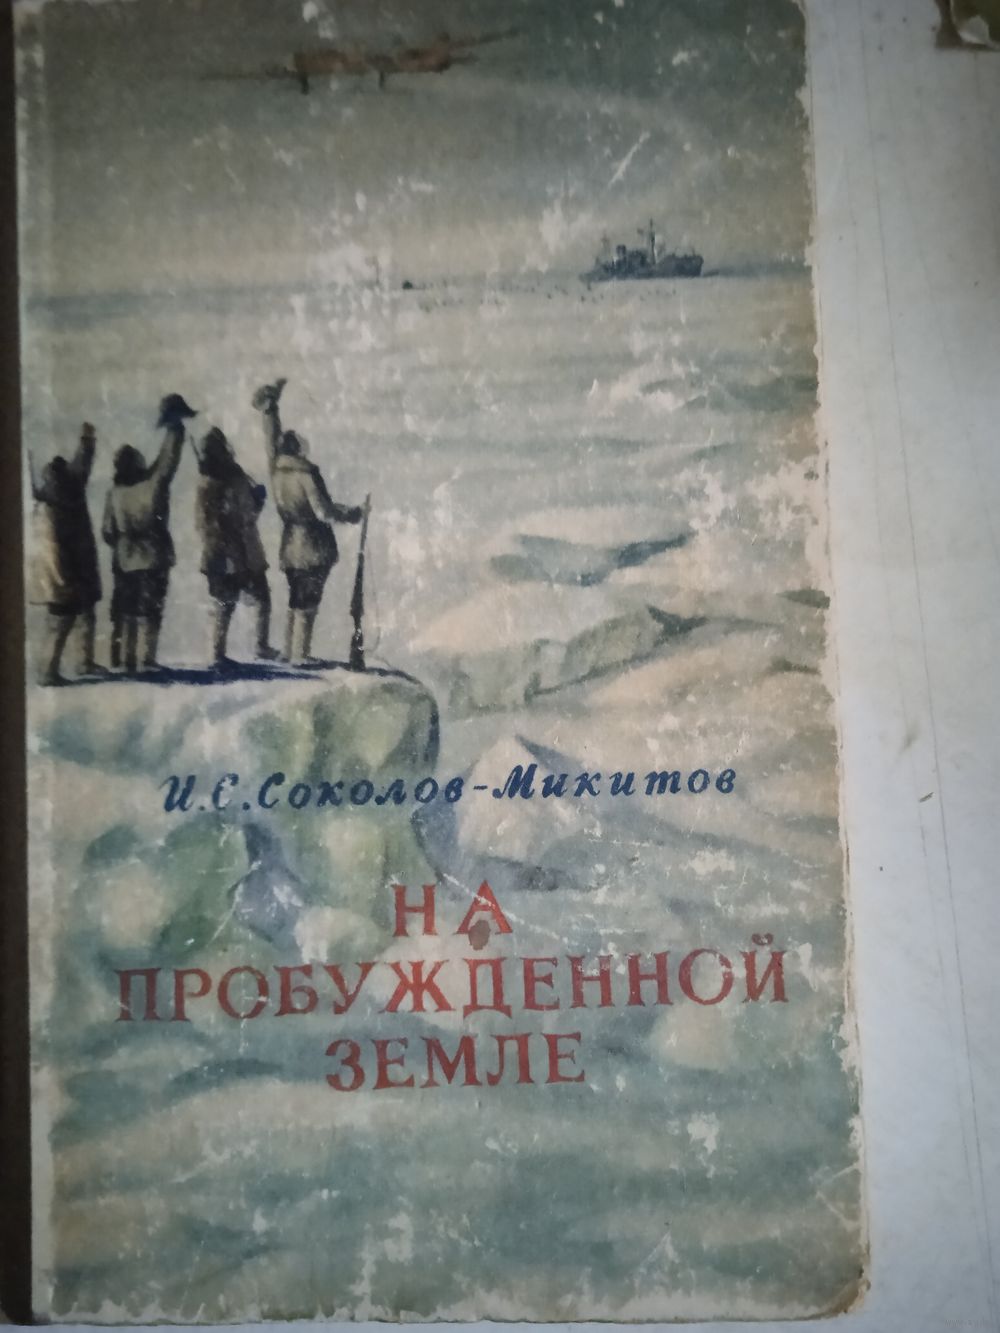 И.С.Соколов-Микитов
НА
ПРОБУЖДЕННОЙ
ЗЕМЛЕ